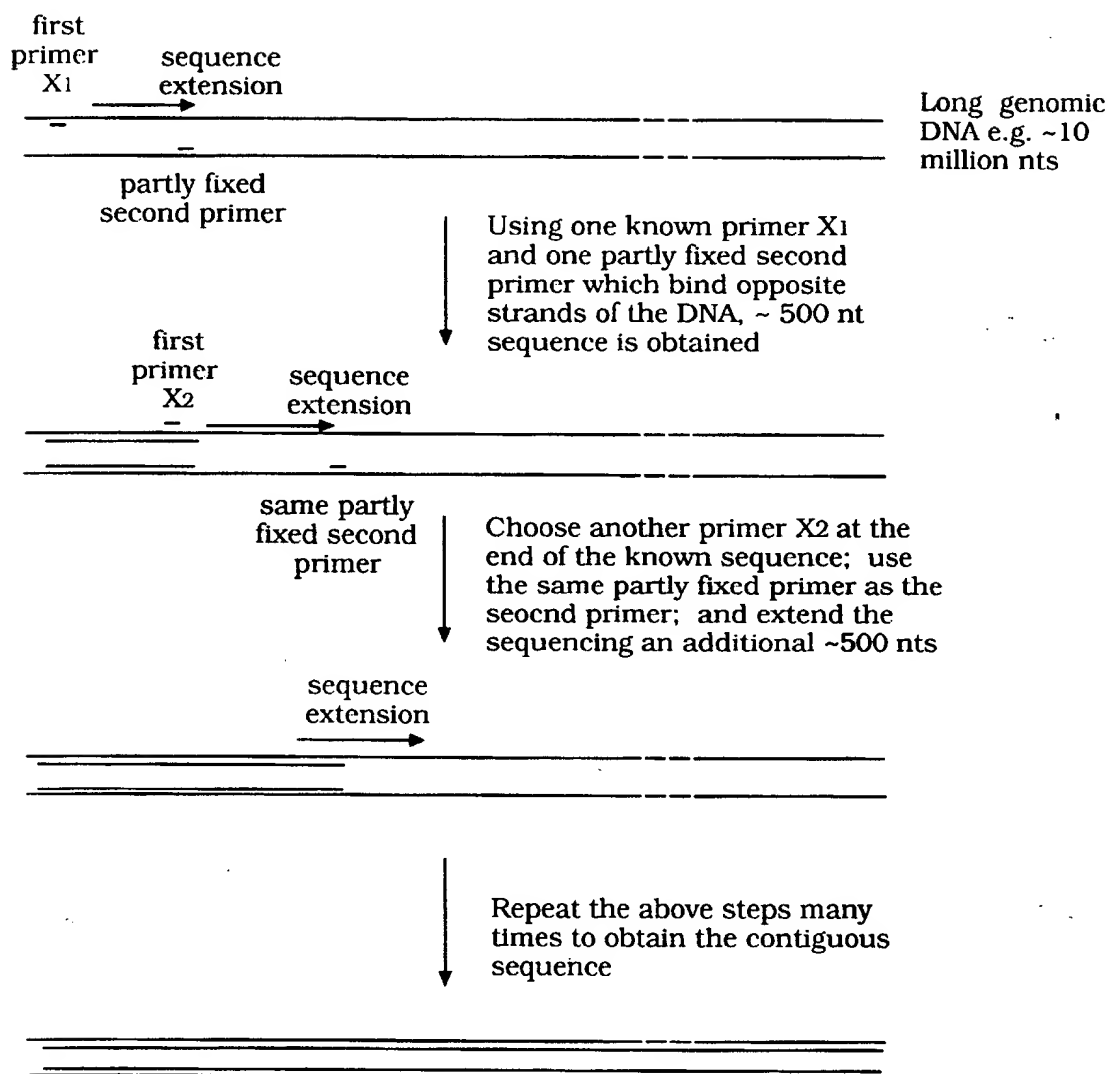 first
primer
X1
sequence
extension
Long genomic
DNA e.g. ~10
million nts
partly fixed
second primer
Using one known primer X1
and one partly fixed second
primer which bind opposite
strands of the DNA, ~ 500 nt
sequence is obtained
first
primer
X2
sequence
extension
same partly
fixed second
primer
Choose another primer X2 at the
end of the known sequence; use
the same partly fixed primer as the
seocnd primer; and extend the
sequencing an additional ~500 nts
sequence
extension
Repeat the above steps many
times to obtain the contiguous
sequence